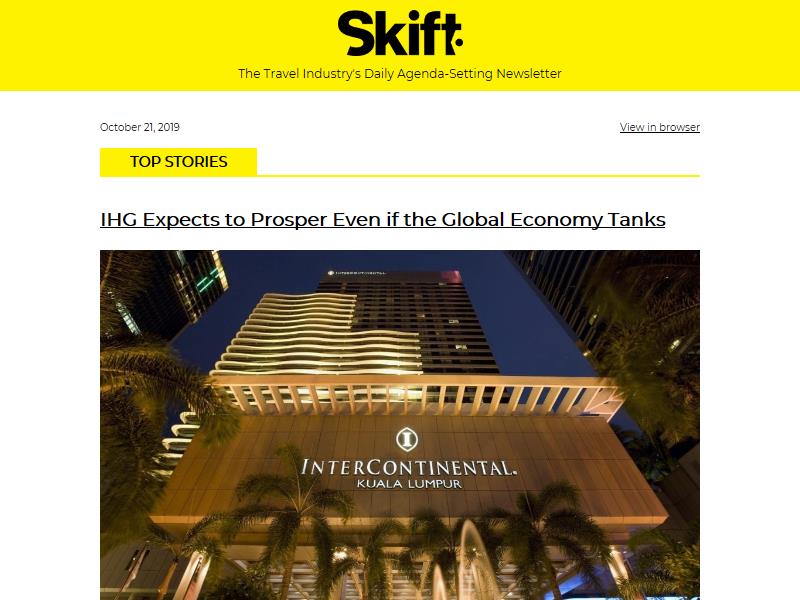 Skift
The Travel Industry's Daily Agenda-Setting Newsletter
October 21, 2019
View in browser
TOP STORIES
IHG Expects to Prosper Even if the Global Economy Tanks
INTERCONTINENTAL
INTERCONTINENTAL.
KUALA LUMPUR